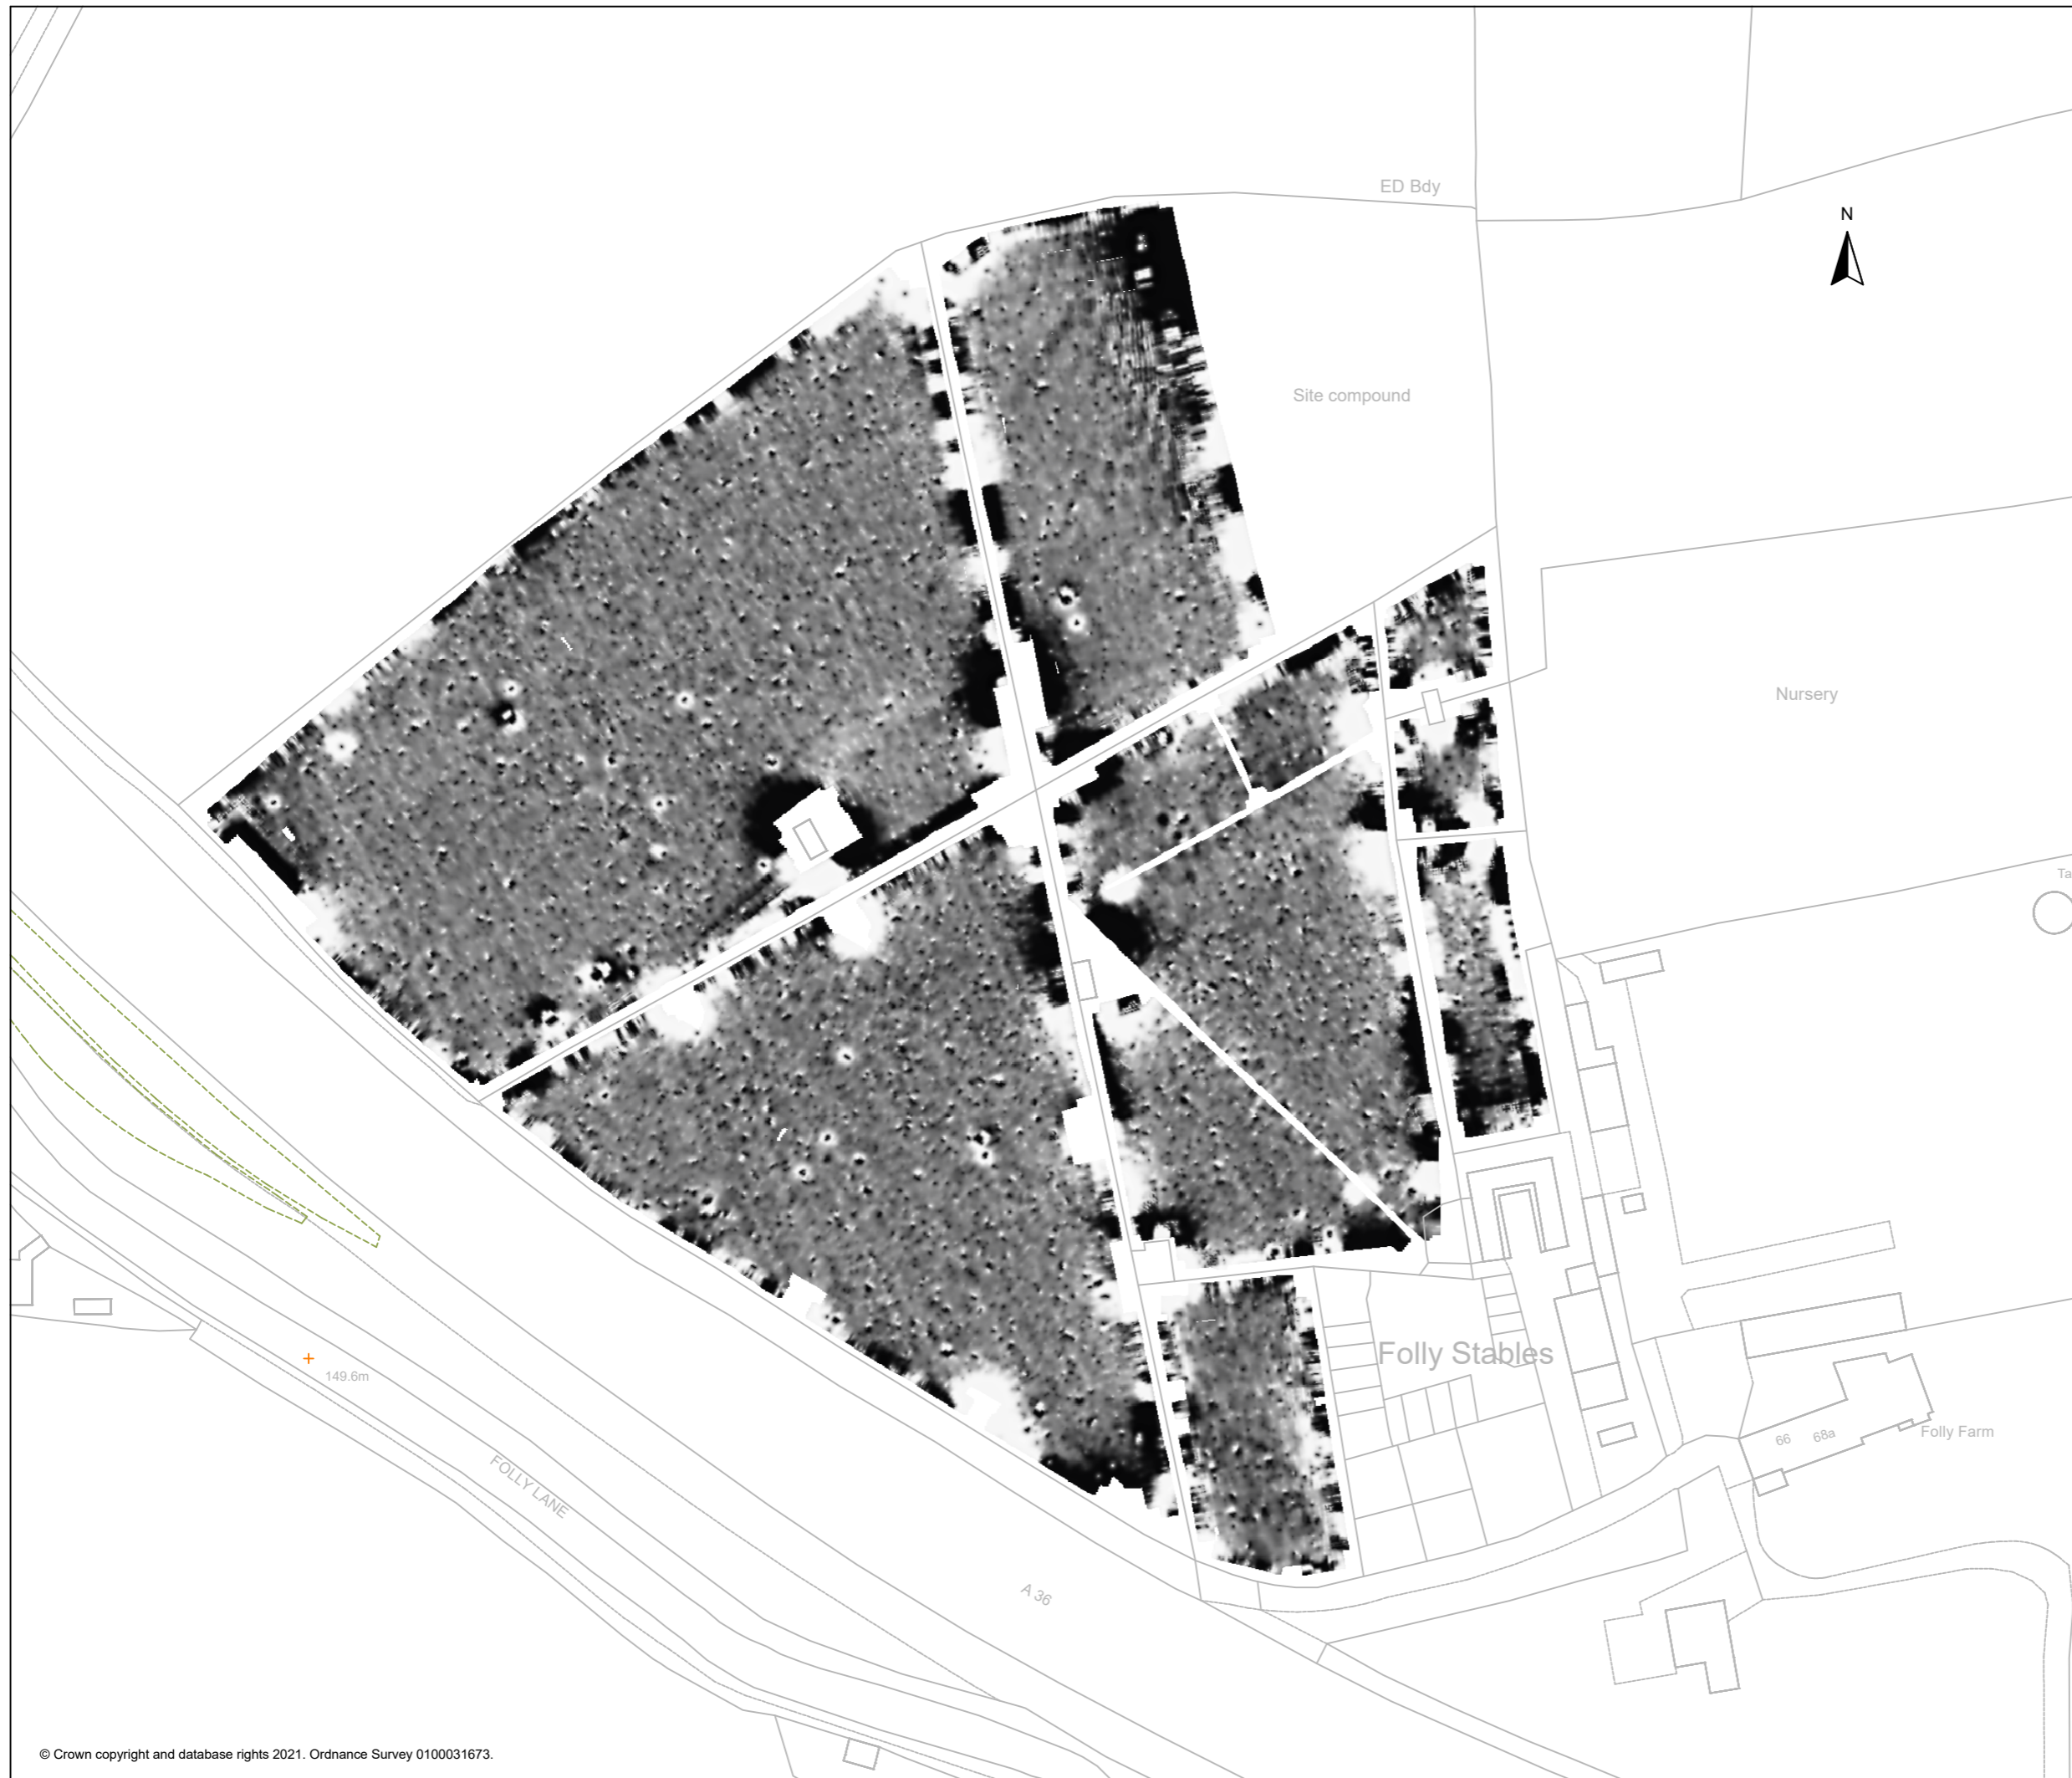 ED Bdy
N
Site compound
Nursery
Ta
Folly Stables
149.6m
66
68a
Folly Farm
FOLLY LANE
A 36
© Crown copyright and database rights 2021. Ordnance Survey 0100031673.